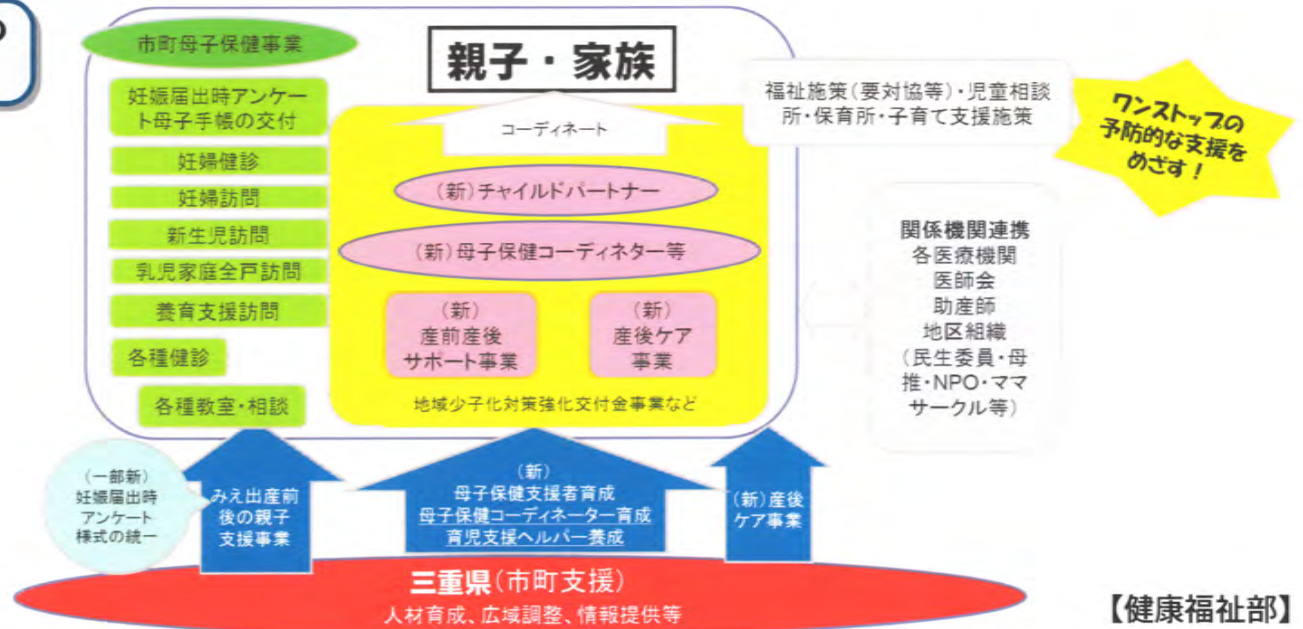 の
市町母子保健事業
親子・家族
妊娠届出時アンケー
ト母子手帳の交付
妊婦健診
妊婦訪問
新生児訪問
乳児家庭全戸訪問
養育支援訪問
各種健診
各種教室・相談
コーディネート
(新)チャイルドパートナー
(新)母子保健コーディネター等
(新)
産前産後
サポート事業
(新)
産後ケア
事業
地域少子化対策強化交付金事業など
福祉施策(要対協等)・児童相談
所・保育所・子育て支援施策
ワンストップの
予防的な支援を
めざす!
関係機関連携
各医療機関
医師会
助産師
地区組織
(民生委員・母
推・NPO・ママ
サークル等)
(一部新)
妊娠届出時
アンケート
様式の統一
みえ出産前
後の親子
支援事業
(新)
母子保健支援者育成
母子保健コーディネーター育成
育児支援ヘルパー養成
(新)産後
ケア事業
三重県(市町支援)
人材育成、広域調整、情報提供等
【健康福祉部】